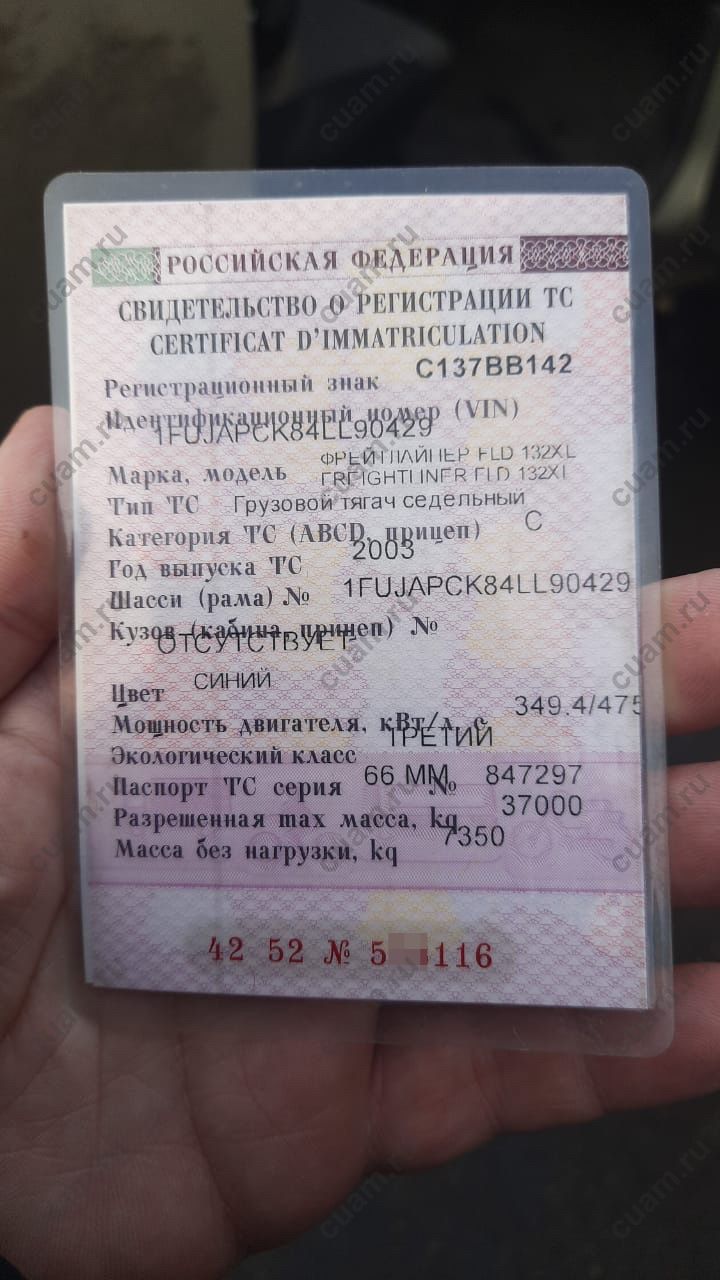 РОССИЙСКАЯ ФЕДЕРАЦИЯ
СВИДЕТЕЛЬСТВО О РЕГИСТРАЦИИ ТС
CERTIFICAT D'IMMATRICULATION
Регистрационный знак С137ВВ142
Идентификационный номер (VIN)
1FUJAPCK84LL90429
ФРЕЙТЛАЙНЕР FLD 132XL
Марка, модель FREIGHTLINER FLD 132XL
Тип ТС Грузовой тягач седельный
Категория ТС (ABCD, прицеп) C
Год выпуска ТС 2003
Шасси (рама) № 1FUJAPCK84LL90429
Кузов (кабина, прицеп) №
ОТСУТСТВУЕТ
Цвет СИНИЙ
Мощность двигателя, кВт/л. с. 349.4/475
Экологический класс ТРЕТИЙ
Паспорт ТС серия 66 ММ № 847297
Разрешенная max масса, kg 37000
Масса без нагрузки, kg 7350
42 52 № 5 116
cuam.ru